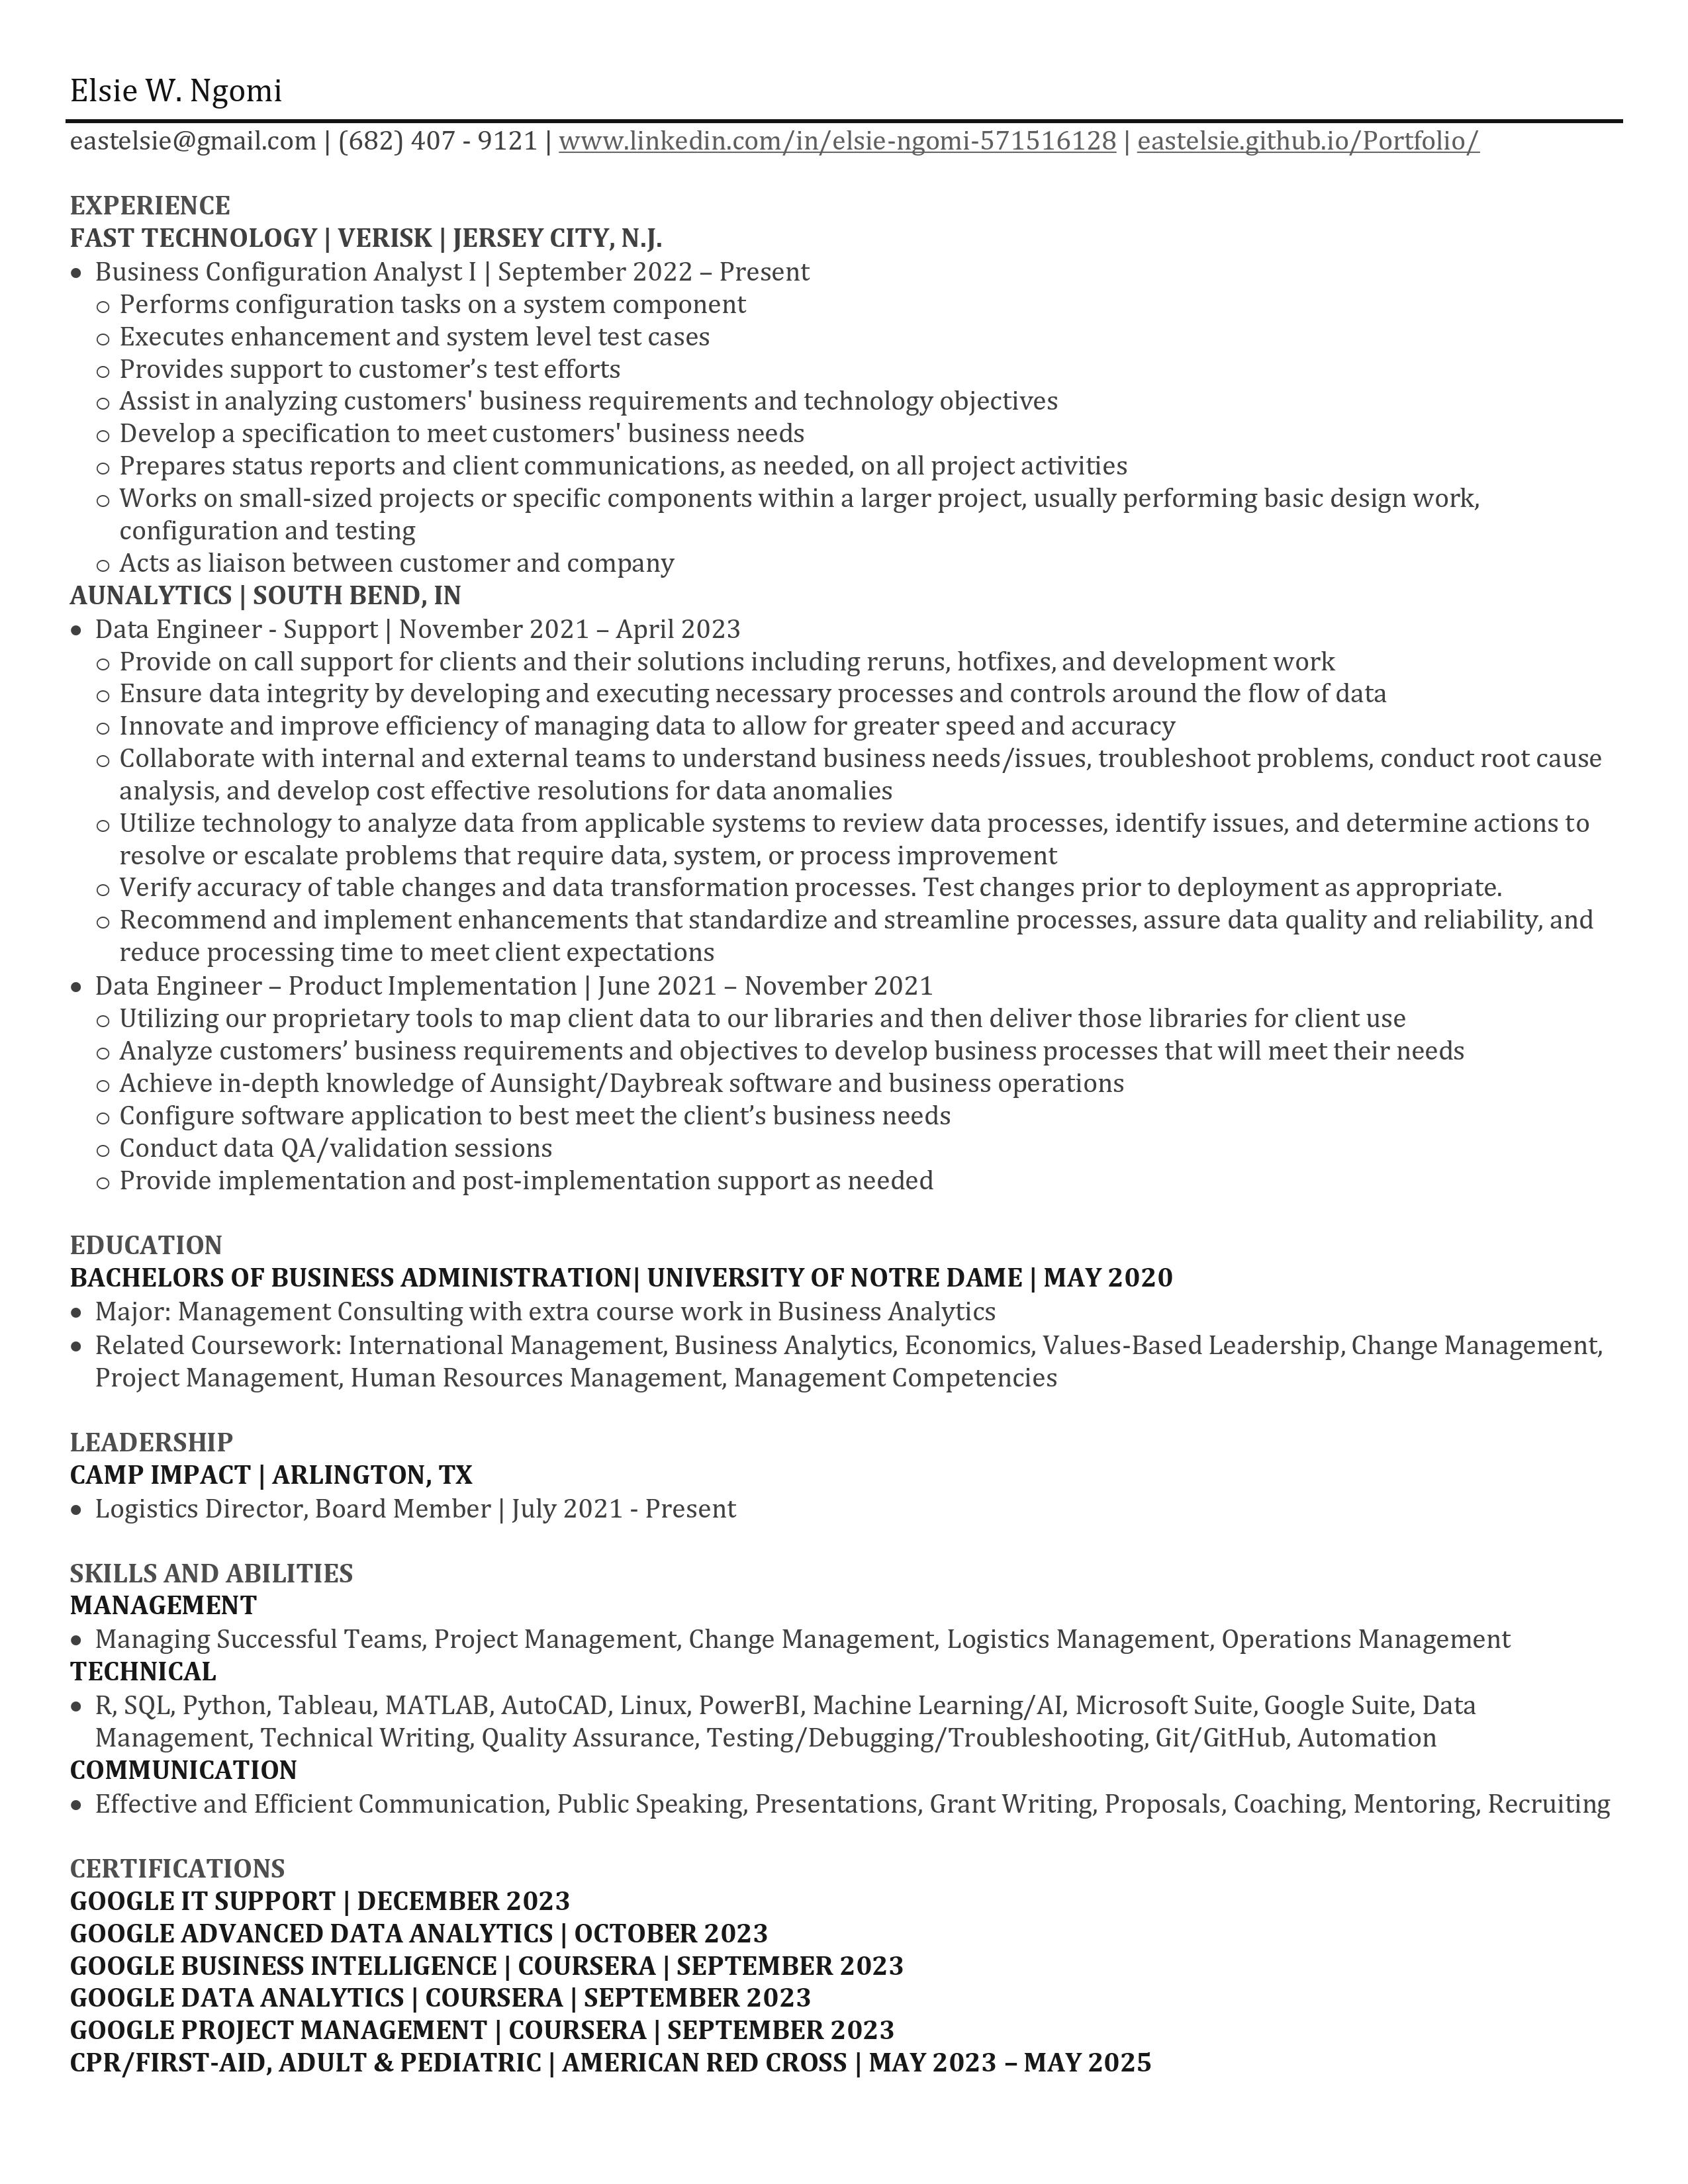 Elsie W. Ngomi
eastelsie@gmail.com | (682) 407 - 9121 | www.linkedin.com/in/elsie-ngomi-571516128 | eastelsie.github.io/Portfolio/
EXPERIENCE
FAST TECHNOLOGY | VERISK | JERSEY CITY, N.J.
• Business Configuration Analyst I | September 2022 – Present
o Performs configuration tasks on a system component
o Executes enhancement and system level test cases
o Provides support to customer’s test efforts
o Assist in analyzing customers' business requirements and technology objectives
o Develop a specification to meet customers' business needs
o Prepares status reports and client communications, as needed, on all project activities
o Works on small-sized projects or specific components within a larger project, usually performing basic design work,
configuration and testing
o Acts as liaison between customer and company
AUNALYTICS | SOUTH BEND, IN
• Data Engineer - Support | November 2021 – April 2023
o Provide on call support for clients and their solutions including reruns, hotfixes, and development work
o Ensure data integrity by developing and executing necessary processes and controls around the flow of data
o Innovate and improve efficiency of managing data to allow for greater speed and accuracy
o Collaborate with internal and external teams to understand business needs/issues, troubleshoot problems, conduct root cause
analysis, and develop cost effective resolutions for data anomalies
o Utilize technology to analyze data from applicable systems to review data processes, identify issues, and determine actions to
resolve or escalate problems that require data, system, or process improvement
o Verify accuracy of table changes and data transformation processes. Test changes prior to deployment as appropriate.
o Recommend and implement enhancements that standardize and streamline processes, assure data quality and reliability, and
reduce processing time to meet client expectations
• Data Engineer – Product Implementation | June 2021 – November 2021
o Utilizing our proprietary tools to map client data to our libraries and then deliver those libraries for client use
o Analyze customers’ business requirements and objectives to develop business processes that will meet their needs
o Achieve in-depth knowledge of Aunsight/Daybreak software and business operations
o Configure software application to best meet the client’s business needs
o Conduct data QA/validation sessions
o Provide implementation and post-implementation support as needed
EDUCATION
BACHELORS OF BUSINESS ADMINISTRATION| UNIVERSITY OF NOTRE DAME | MAY 2020
• Major: Management Consulting with extra course work in Business Analytics
• Related Coursework: International Management, Business Analytics, Economics, Values-Based Leadership, Change Management,
Project Management, Human Resources Management, Management Competencies
LEADERSHIP
CAMP IMPACT | ARLINGTON, TX
• Logistics Director, Board Member | July 2021 - Present
SKILLS AND ABILITIES
MANAGEMENT
• Managing Successful Teams, Project Management, Change Management, Logistics Management, Operations Management
TECHNICAL
• R, SQL, Python, Tableau, MATLAB, AutoCAD, Linux, PowerBI, Machine Learning/AI, Microsoft Suite, Google Suite, Data
Management, Technical Writing, Quality Assurance, Testing/Debugging/Troubleshooting, Git/GitHub, Automation
COMMUNICATION
• Effective and Efficient Communication, Public Speaking, Presentations, Grant Writing, Proposals, Coaching, Mentoring, Recruiting
CERTIFICATIONS
GOOGLE IT SUPPORT | DECEMBER 2023
GOOGLE ADVANCED DATA ANALYTICS | OCTOBER 2023
GOOGLE BUSINESS INTELLIGENCE | COURSERA | SEPTEMBER 2023
GOOGLE DATA ANALYTICS | COURSERA | SEPTEMBER 2023
GOOGLE PROJECT MANAGEMENT | COURSERA | SEPTEMBER 2023
CPR/FIRST-AID, ADULT & PEDIATRIC | AMERICAN RED CROSS | MAY 2023 – MAY 2025